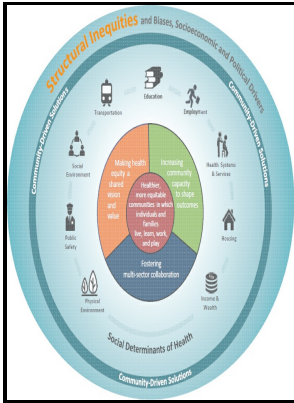 Structural Inequities and Biases, Socioeconomic and Political Drivers
Community-Driven Solutions
Community-Driven Solutions
Education
Transportation
Employment
Social
Environment
Health Systems
& Services
Public
Safety
Housing
Physical
Environment
Income &
Wealth
Making health
equity a
shared
vision
and
value
Increasing
community
capacity
to shape
outcomes
Healthier,
more equitable
communities in which
individuals and
families
live, learn, work,
and play
Fostering
multi-sector collaboration
Social Determinants of Health
Community-Driven Solutions